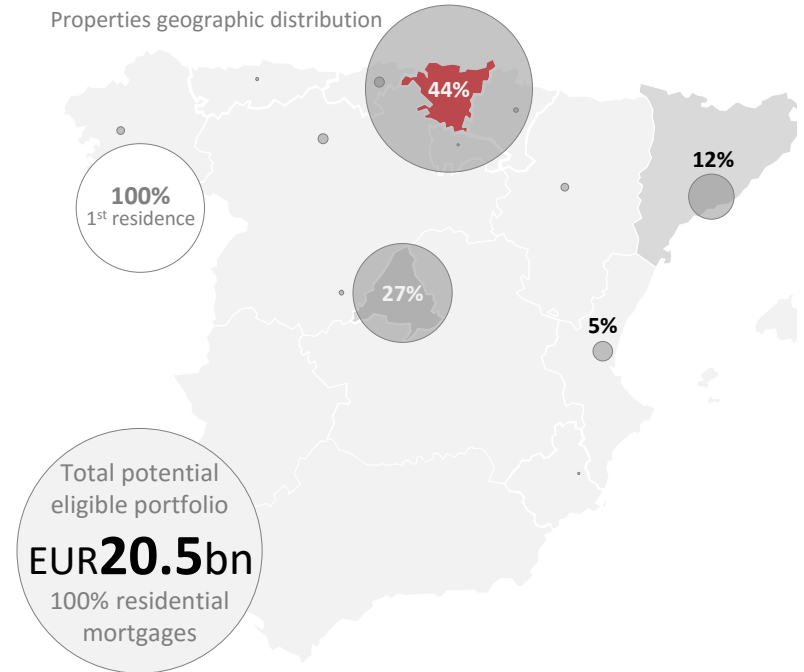 Properties geographic distribution
44%
12%
100%
1st residence
27%
5%
Total potential
eligible portfolio
EUR20.5bn
100% residential
mortgages